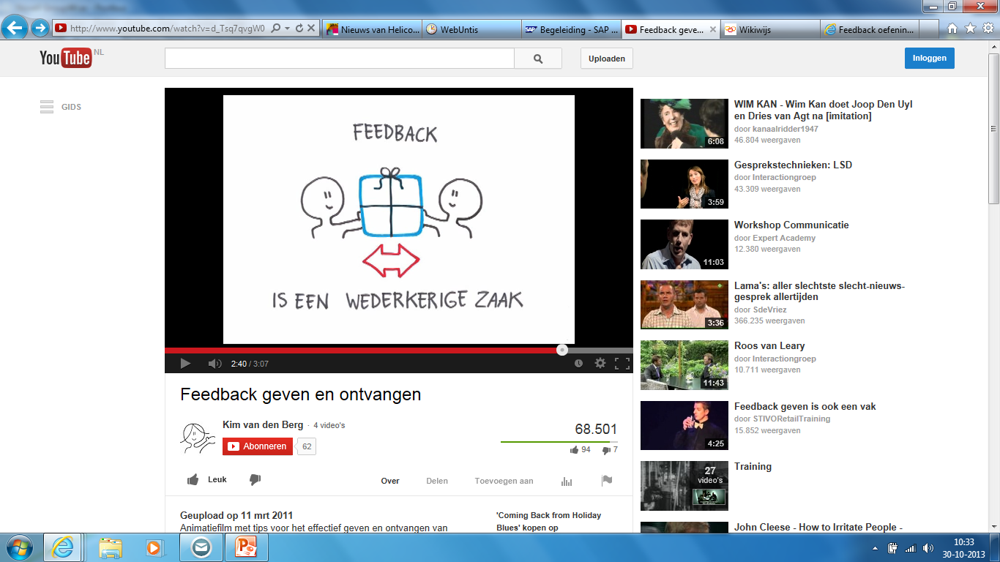 http://www.youtube.com/watch?v=d_Tsq7qvgW0
Nieuws van Helico...
WebUntis
Begeleiding - SAP ...
Feedback geve...
Wikiwijs
Feedback oefenin...
YouTube NL
Uploaden
Inloggen
GIDS
FEEDBACK
IS EEN WEDERKERIGE ZAAK
2:40 / 3:07
Feedback geven en ontvangen
Kim van den Berg · 4 video's
Abonneren 62
68.501
94 7
Leuk
Over Delen Toevoegen aan
Geupload op 11 mrt 2011
Animatiefilm met tips voor het effectief geven en ontvangen van
'Coming Back from Holiday
Blues' kopen op
6:08
WIM KAN - Wim Kan doet Joop Den Uyl
en Dries van Agt na [imitation]
door kanaalridder1947
46.804 weergaven
3:59
Gesprekstechnieken: LSD
door Interactiongroep
43.309 weergaven
11:03
Workshop Communicatie
door Expert Academy
12.380 weergaven
3:36
Lama's: aller slechtste slecht-nieuws-
gesprek allertijden
door SdeVriez
366.235 weergaven
11:43
Roos van Leary
door Interactiongroep
10.711 weergaven
4:25
Feedback geven is ook een vak
door STIVORetailTraining
15.852 weergaven
27
video's
Training
John Cleese - How to Irritate People -
10:33
30-10-2013